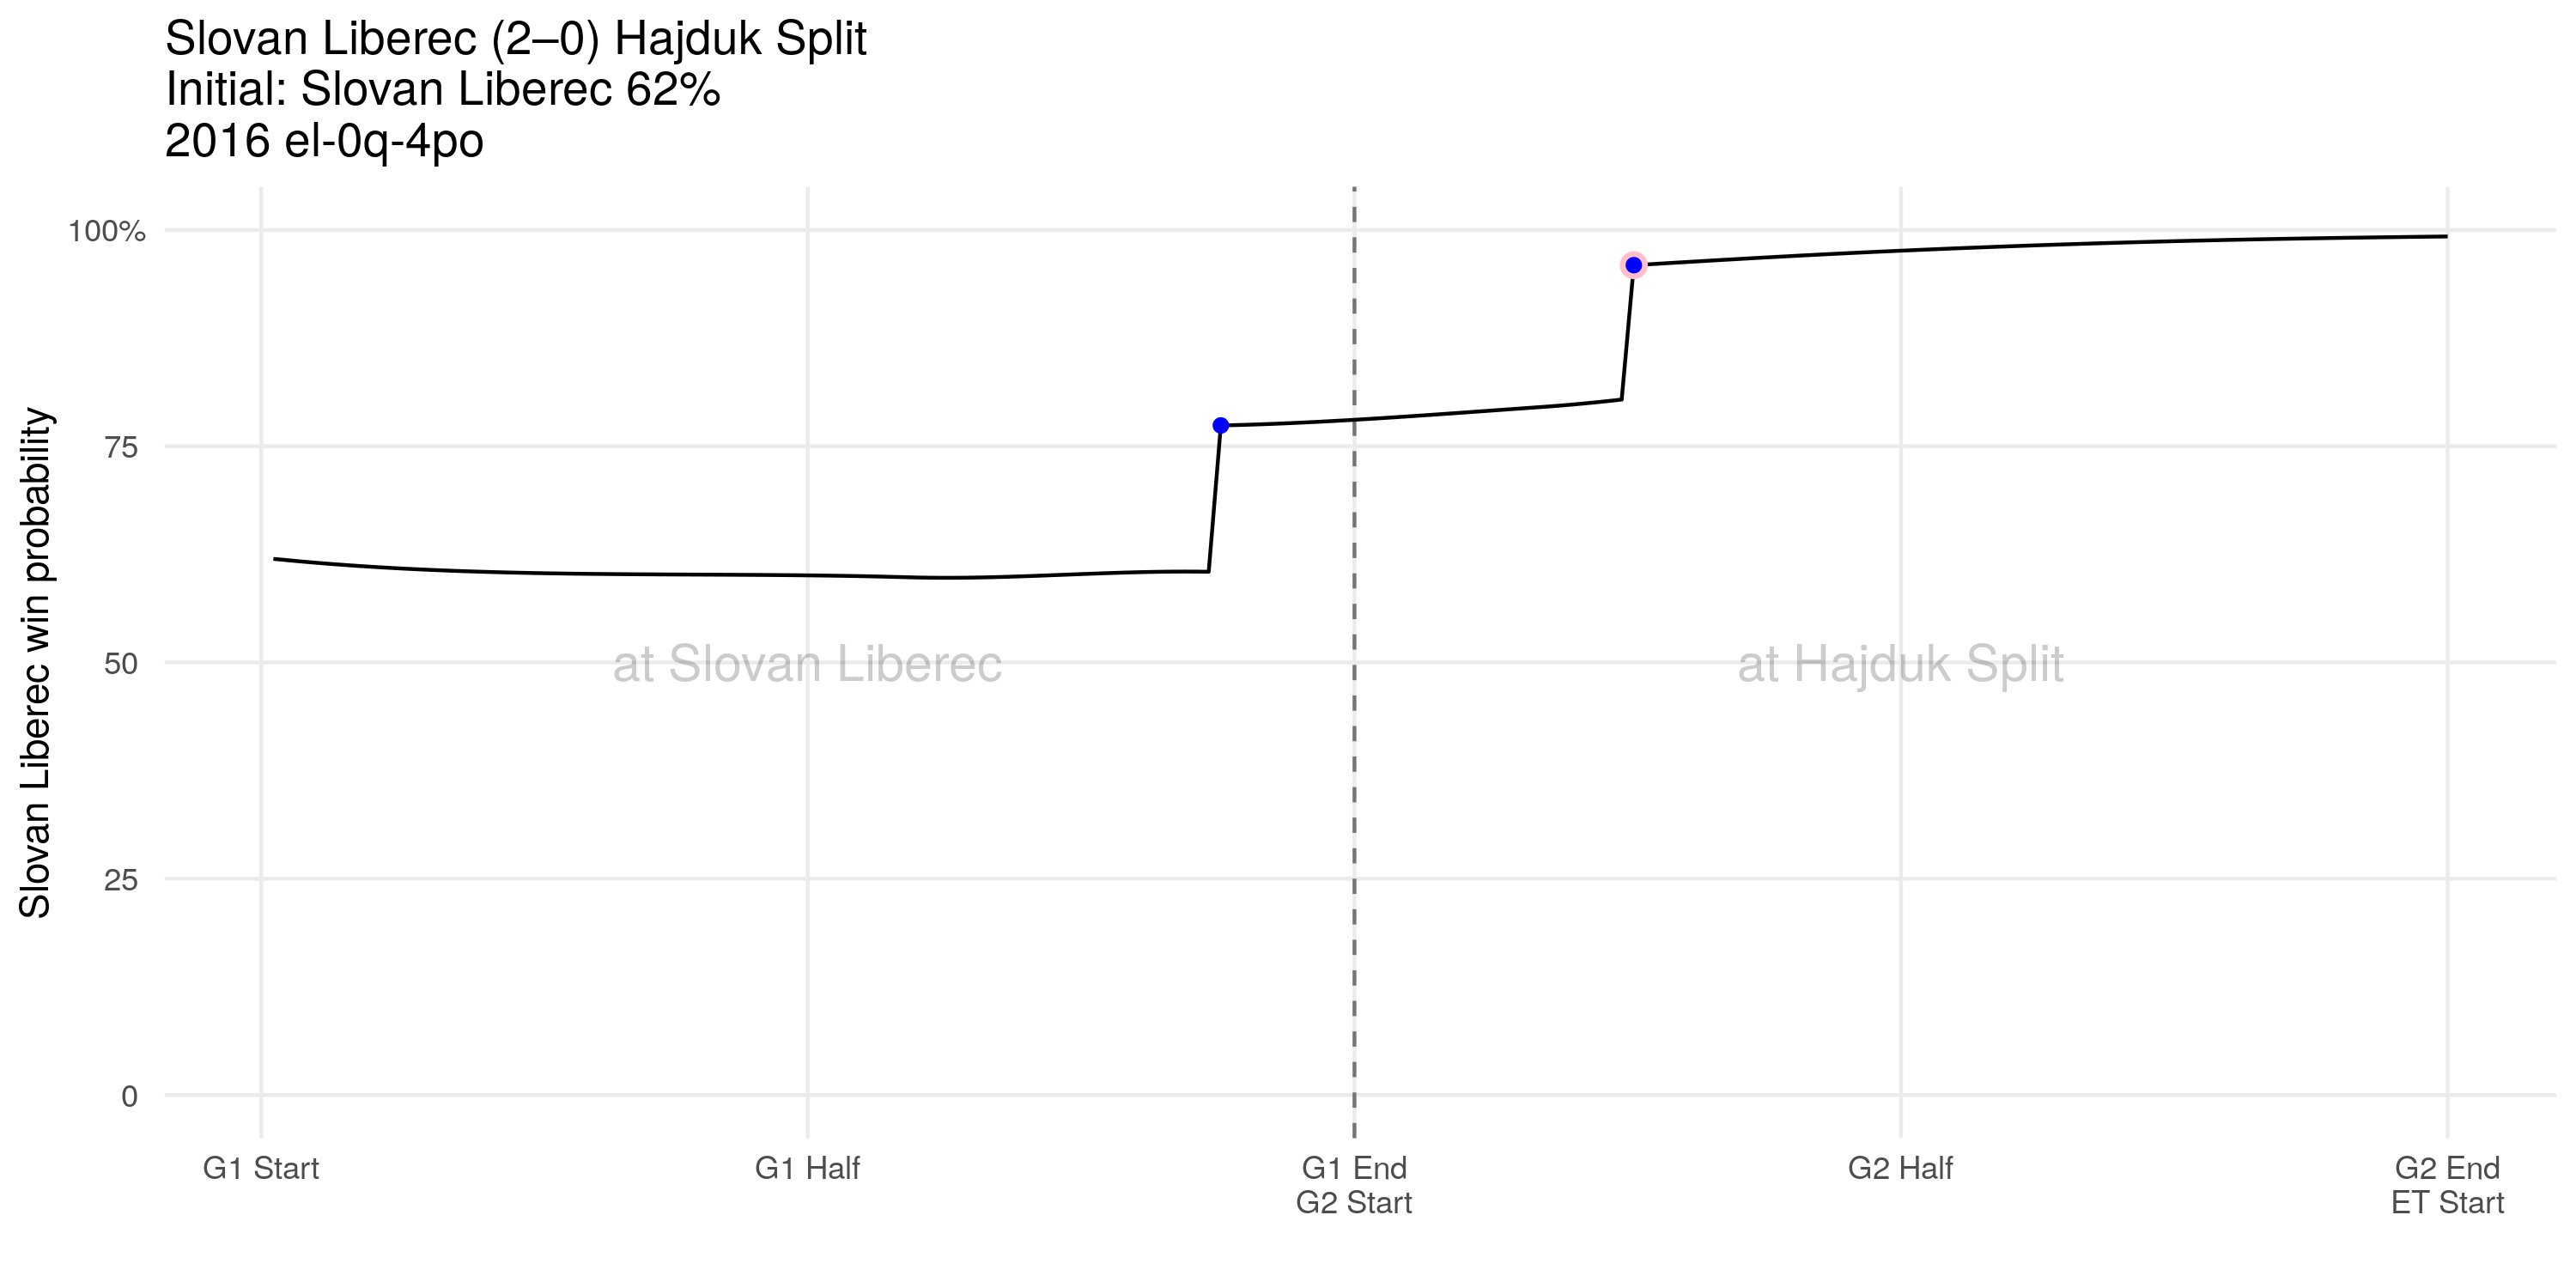 Slovan Liberec (2–0) Hajduk Split
Initial: Slovan Liberec 62%
2016 el-0q-4po
Slovan Liberec win probability
100%
75
50
25
0
at Slovan Liberec
at Hajduk Split
G1 Start
G1 Half
G1 End
G2 Start
G2 Half
G2 End
ET Start